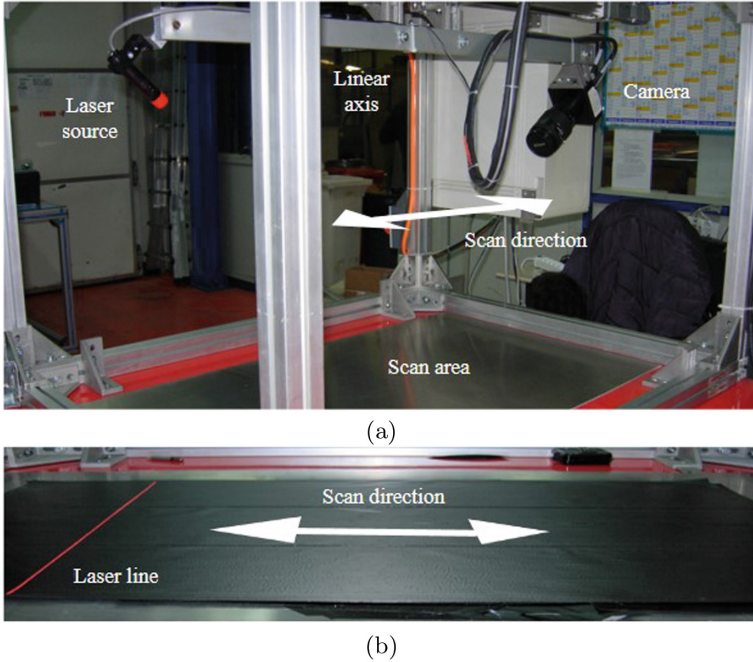 Laser
source
Linear
axis
Camera
Scan direction
Scan area
(a)
Scan direction
Laser line
(b)